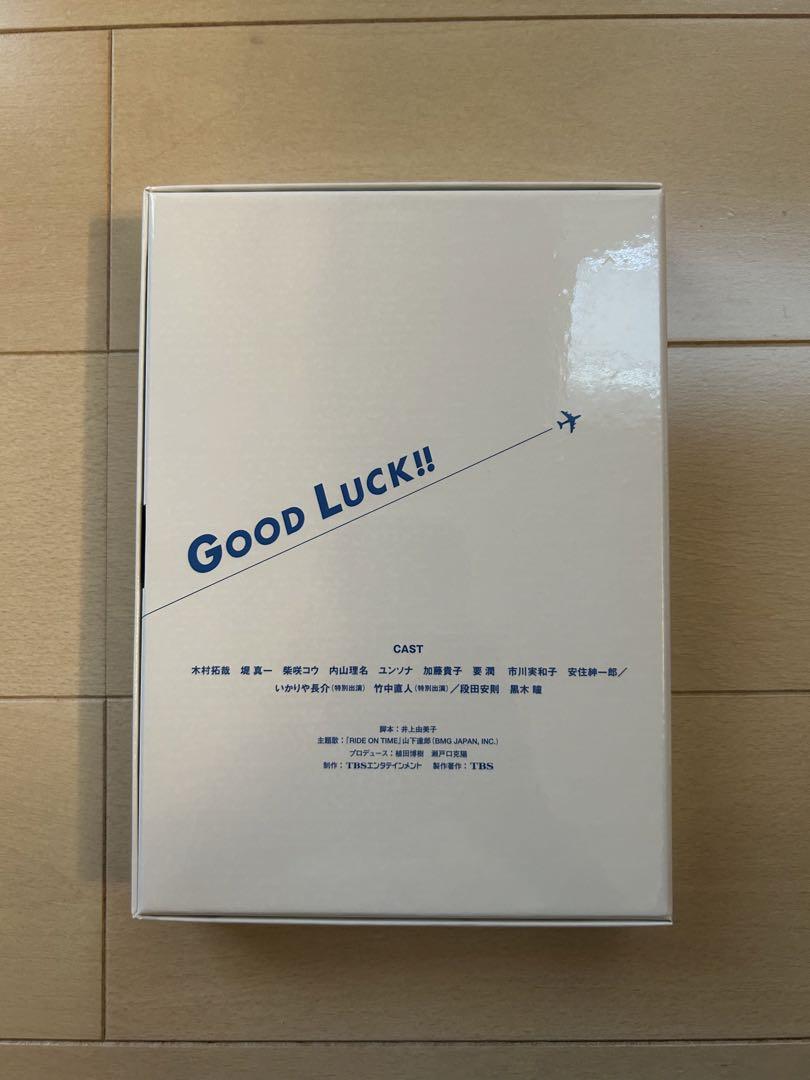 GOOD LUCK!!
CAST
木村拓哉 堤 真一 柴咲コウ 内山理名 ユンソナ 加藤貴子 要 潤 市川実和子 安住紳一郎／
いかりや長介(特別出演) 竹中直人(特別出演)／段田安則 黒木 瞳
脚本：井上由美子
主題歌：「RIDE ON TIME」山下達郎(BMG JAPAN, INC.)
プロデュース：植田博樹 瀬戸口克陽
制作：TBSエンタテインメント 製作著作：TBS